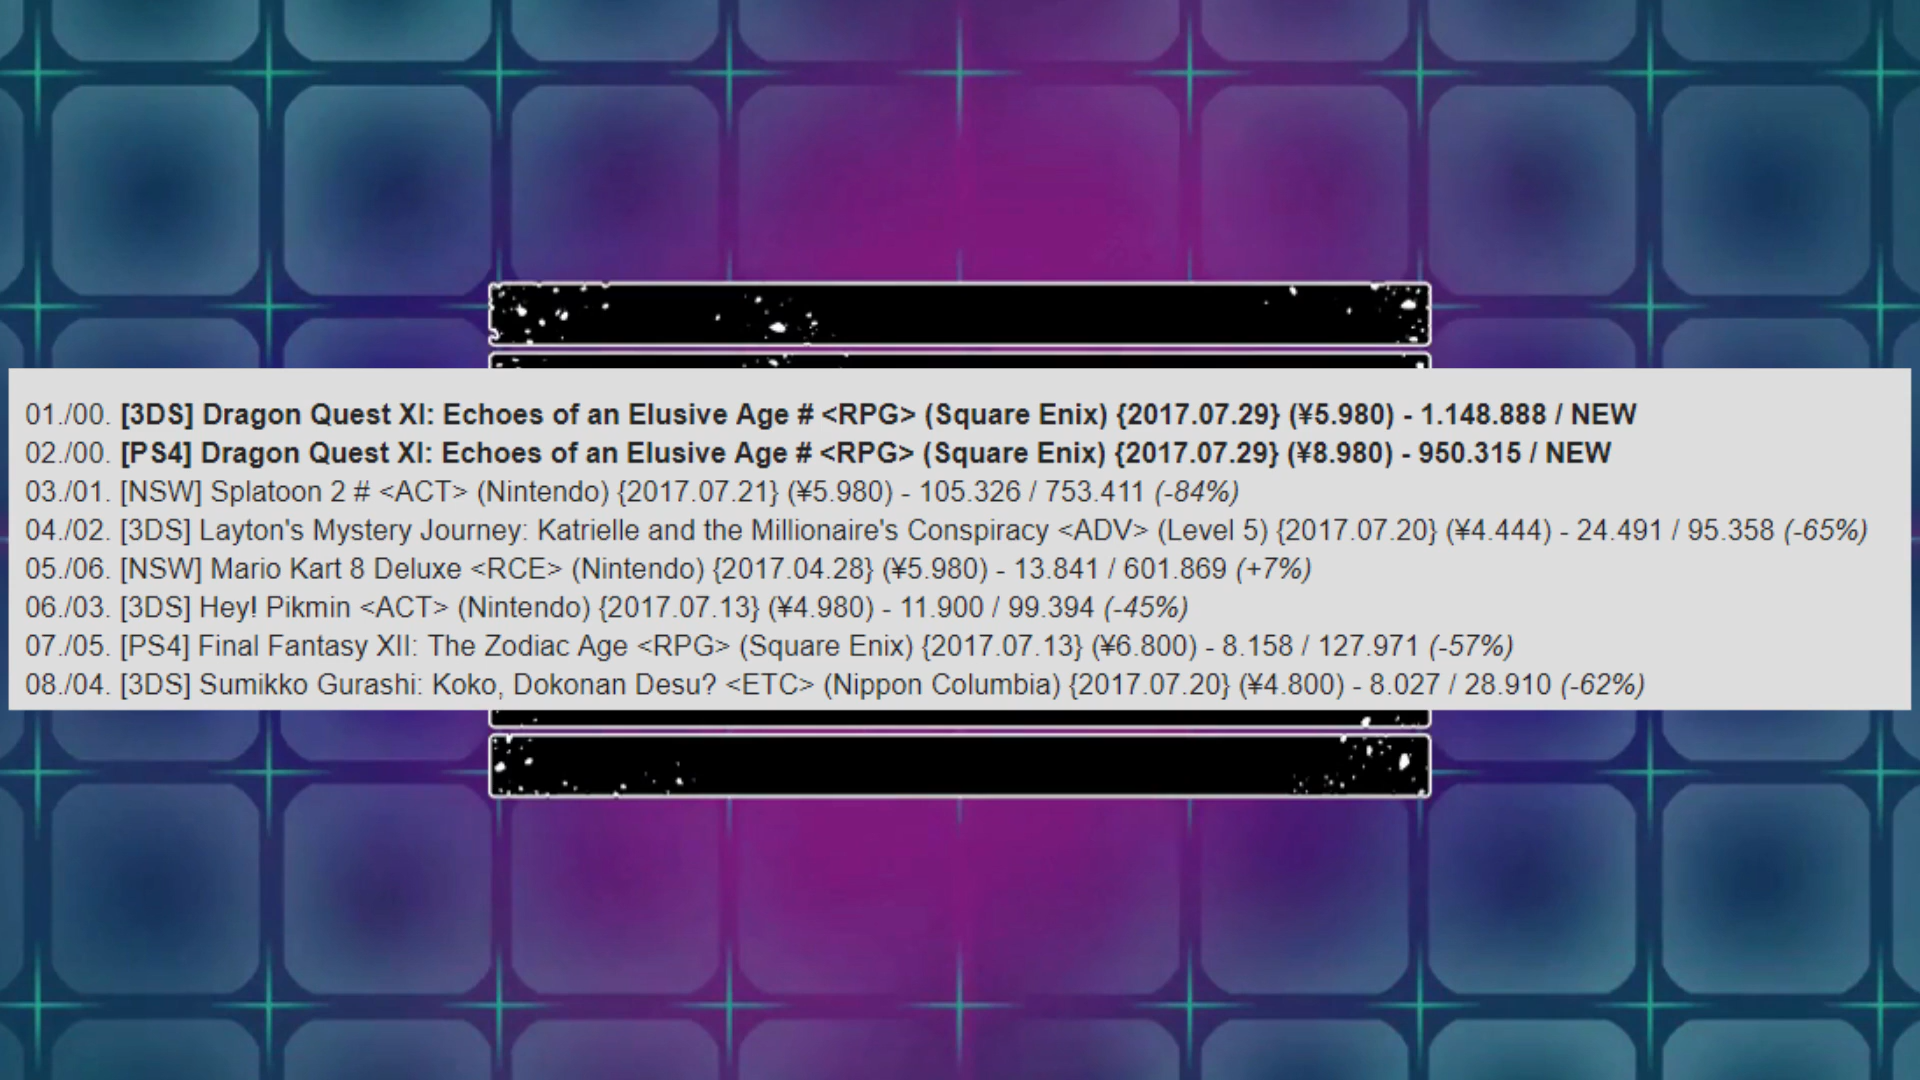 01./00. [3DS] Dragon Quest XI: Echoes of an Elusive Age # <RPG> (Square Enix) {2017.07.29} (¥5.980) - 1.148.888 / NEW
02./00. [PS4] Dragon Quest XI: Echoes of an Elusive Age # <RPG> (Square Enix) {2017.07.29} (¥8.980) - 950.315 / NEW
03./01. [NSW] Splatoon 2 # <ACT> (Nintendo) {2017.07.21} (¥5.980) - 105.326 / 753.411 (-84%)
04./02. [3DS] Layton's Mystery Journey: Katrielle and the Millionaire's Conspiracy <ADV> (Level 5) {2017.07.20} (¥4.444) - 24.491 / 95.358 (-65%)
05./06. [NSW] Mario Kart 8 Deluxe <RCE> (Nintendo) {2017.04.28} (¥5.980) - 13.841 / 601.869 (+7%)
06./03. [3DS] Hey! Pikmin <ACT> (Nintendo) {2017.07.13} (¥4.980) - 11.900 / 99.394 (-45%)
07./05. [PS4] Final Fantasy XII: The Zodiac Age <RPG> (Square Enix) {2017.07.13} (¥6.800) - 8.158 / 127.971 (-57%)
08./04. [3DS] Sumikko Gurashi: Koko, Dokonan Desu? <ETC> (Nippon Columbia) {2017.07.20} (¥4.800) - 8.027 / 28.910 (-62%)